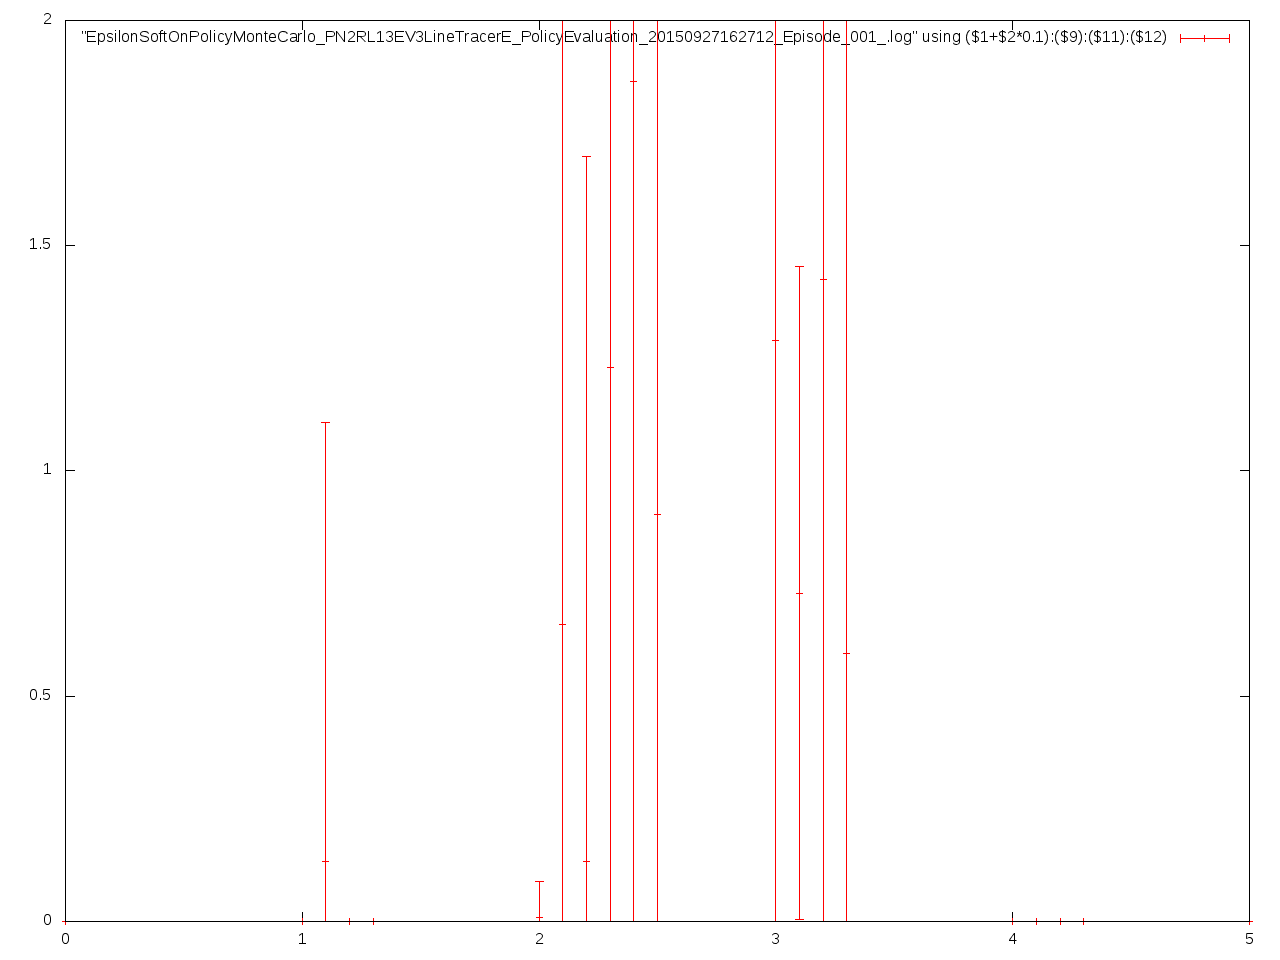 2
"EpsilonSoftOnPolicyMonteCarlo_PN2RL13EV3LineTracerE_PolicyEvaluation_20150927162712_Episode_001_.log" using ($1+$2*0.1):($9):($11):($12)
1.5
1
0.5
0
0 1 2 3 4 5